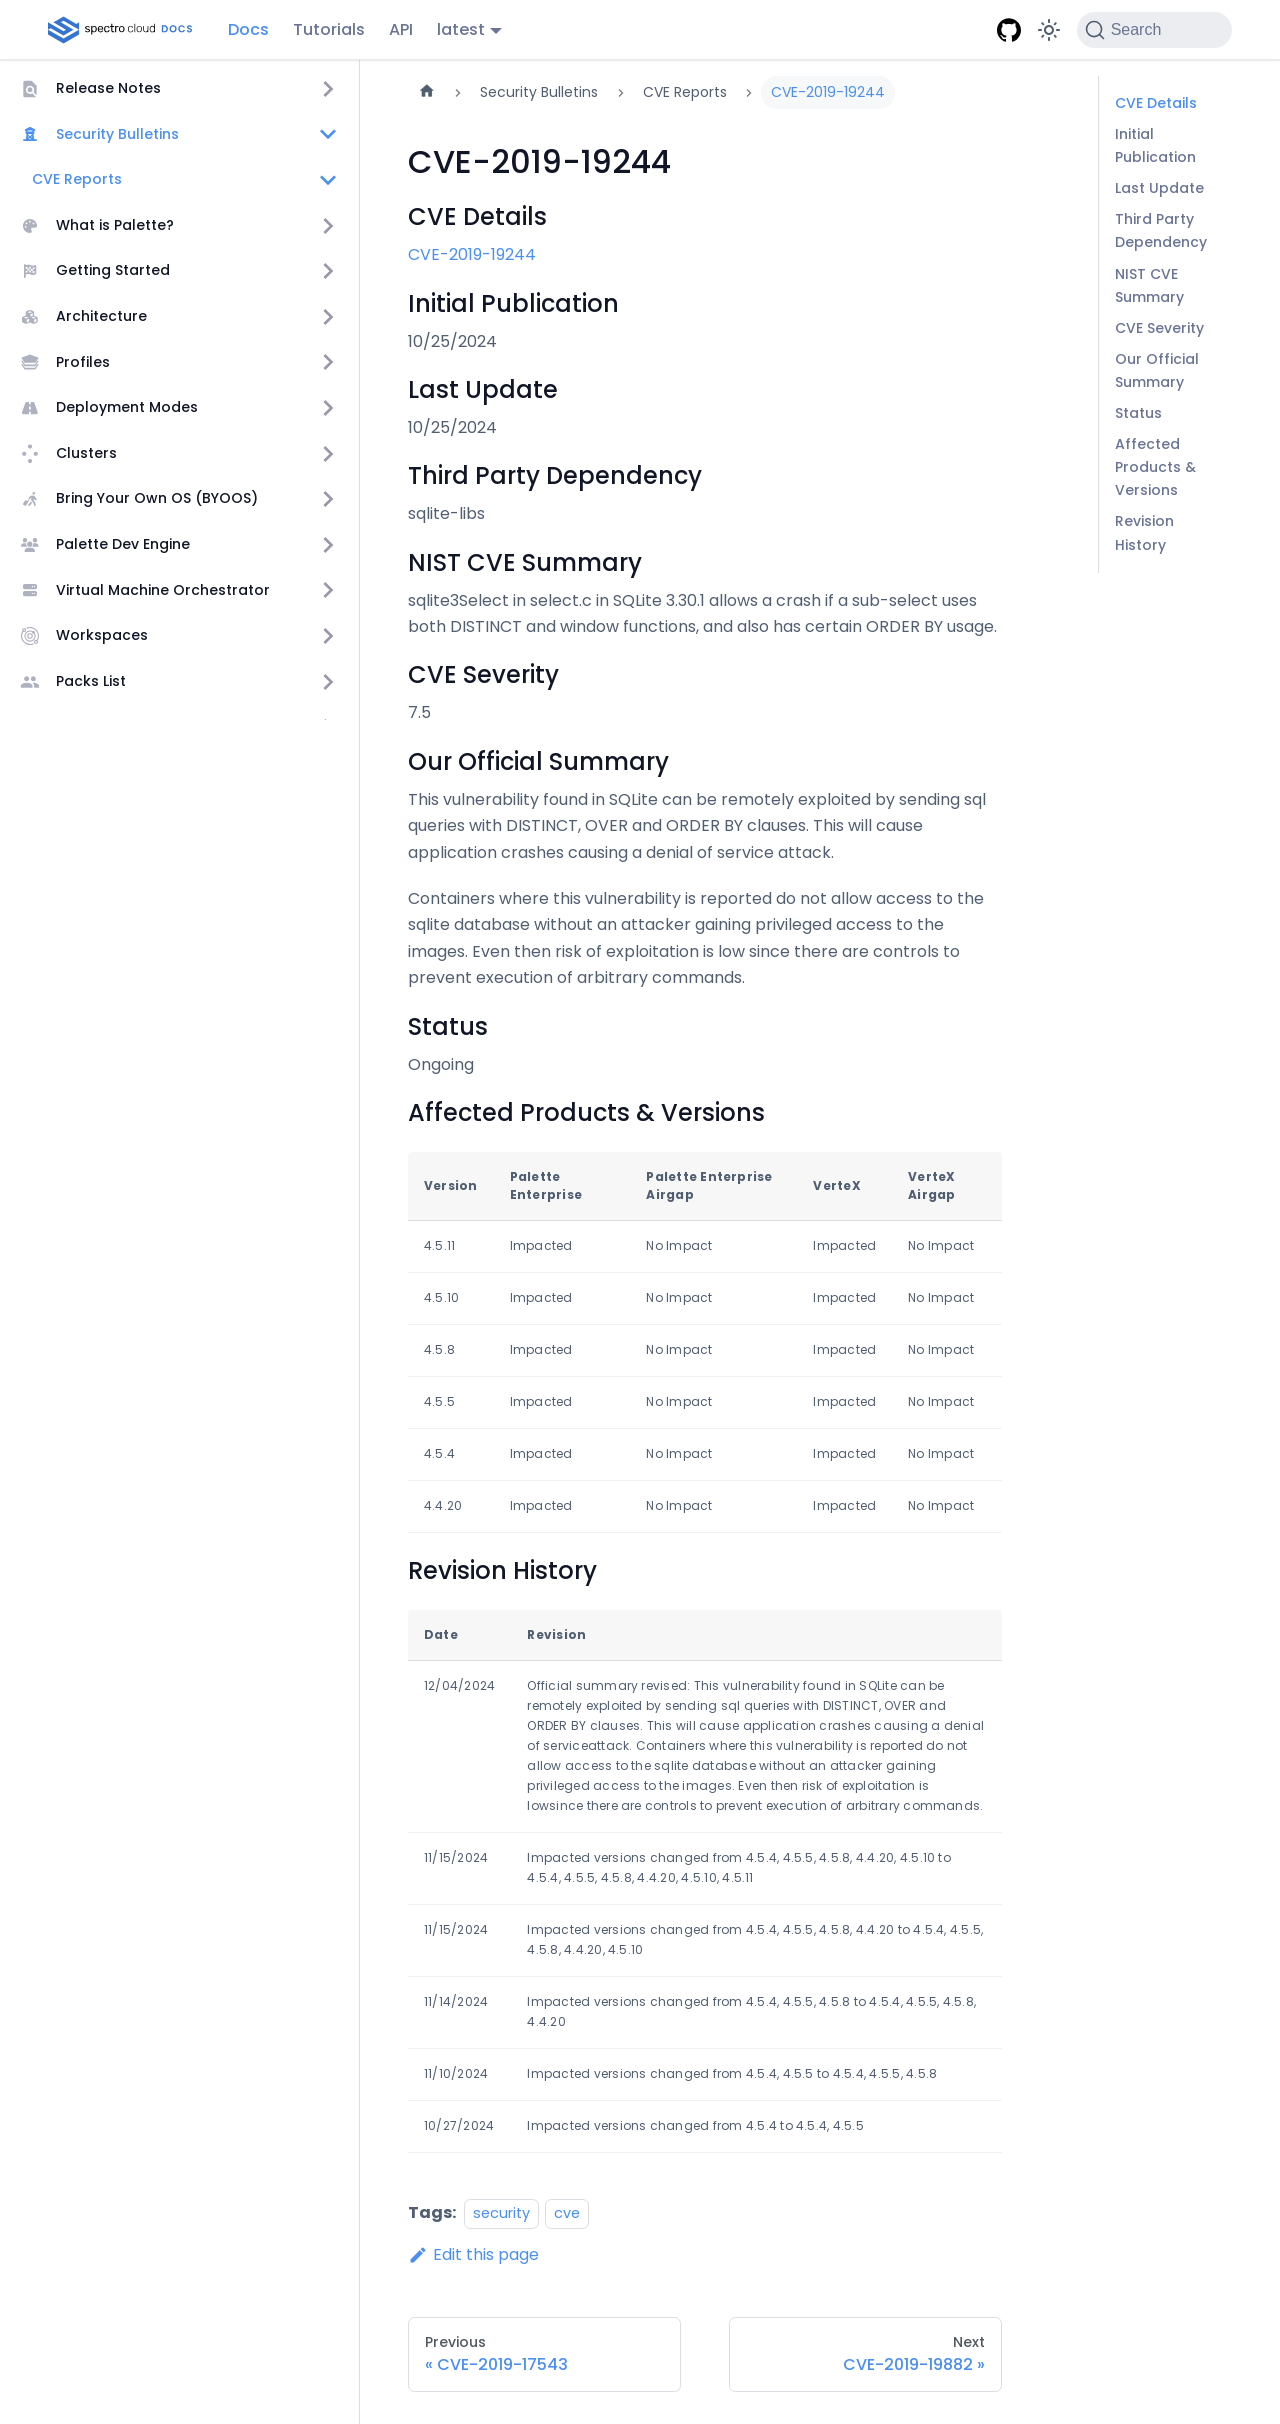 spectro cloud DOCS
Docs
Tutorials
API
latest
Search
Release Notes
Security Bulletins
CVE Reports
What is Palette?
Getting Started
Architecture
Profiles
Deployment Modes
Clusters
Bring Your Own OS (BYOOS)
Palette Dev Engine
Virtual Machine Orchestrator
Workspaces
Packs List
Security Bulletins
CVE Reports
CVE-2019-19244
CVE-2019-19244
CVE Details
CVE-2019-19244
Initial Publication
10/25/2024
Last Update
10/25/2024
Third Party Dependency
sqlite-libs
NIST CVE Summary
sqlite3Select in select.c in SQLite 3.30.1 allows a crash if a sub-select uses
both DISTINCT and window functions, and also has certain ORDER BY usage.
CVE Severity
7.5
Our Official Summary
This vulnerability found in SQLite can be remotely exploited by sending sql
queries with DISTINCT, OVER and ORDER BY clauses. This will cause
application crashes causing a denial of service attack.
Containers where this vulnerability is reported do not allow access to the
sqlite database without an attacker gaining privileged access to the
images. Even then risk of exploitation is low since there are controls to
prevent execution of arbitrary commands.
Status
Ongoing
Affected Products & Versions
Version Palette Enterprise Palette Enterprise Airgap VerteX VerteX Airgap
4.5.11 Impacted No Impact Impacted No Impact
4.5.10 Impacted No Impact Impacted No Impact
4.5.8 Impacted No Impact Impacted No Impact
4.5.5 Impacted No Impact Impacted No Impact
4.5.4 Impacted No Impact Impacted No Impact
4.4.20 Impacted No Impact Impacted No Impact
Revision History
Date Revision
12/04/2024 Official summary revised: This vulnerability found in SQLite can be
remotely exploited by sending sql queries with DISTINCT, OVER and
ORDER BY clauses. This will cause application crashes causing a denial
of serviceattack. Containers where this vulnerability is reported do not
allow access to the sqlite database without an attacker gaining
privileged access to the images. Even then risk of exploitation is
lowsince there are controls to prevent execution of arbitrary commands.
11/15/2024 Impacted versions changed from 4.5.4, 4.5.5, 4.5.8, 4.4.20, 4.5.10 to
4.5.4, 4.5.5, 4.5.8, 4.4.20, 4.5.10, 4.5.11
11/15/2024 Impacted versions changed from 4.5.4, 4.5.5, 4.5.8, 4.4.20 to 4.5.4, 4.5.5,
4.5.8, 4.4.20, 4.5.10
11/14/2024 Impacted versions changed from 4.5.4, 4.5.5, 4.5.8 to 4.5.4, 4.5.5, 4.5.8,
4.4.20
11/10/2024 Impacted versions changed from 4.5.4, 4.5.5 to 4.5.4, 4.5.5, 4.5.8
10/27/2024 Impacted versions changed from 4.5.4 to 4.5.4, 4.5.5
Tags: security cve
Edit this page
Previous
« CVE-2019-17543
Next
CVE-2019-19882 »
CVE Details
Initial
Publication
Last Update
Third Party
Dependency
NIST CVE
Summary
CVE Severity
Our Official
Summary
Status
Affected
Products &
Versions
Revision
History